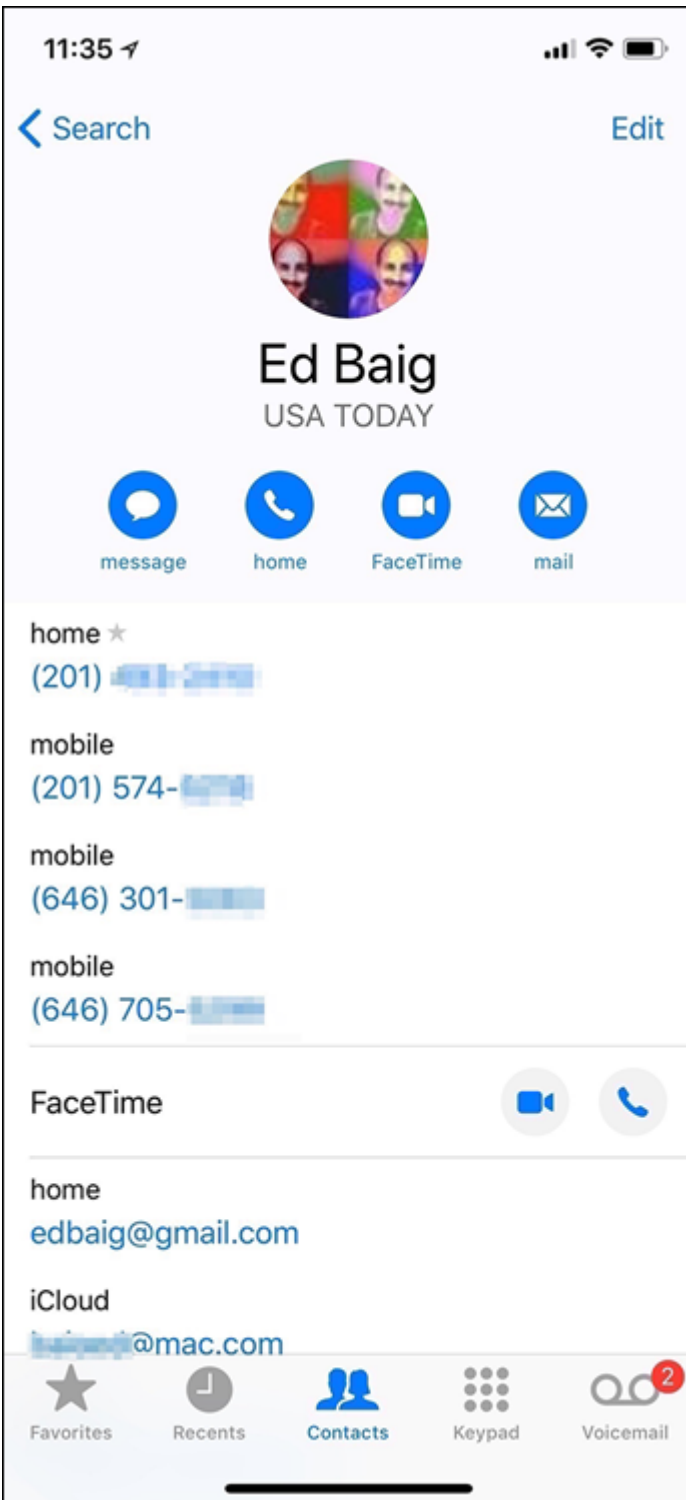 11:35
Search
Edit
Ed Baig
USA TODAY
message home FaceTime mail
home
(201)
mobile
(201) 574-
mobile
(646) 301-
mobile
(646) 705-
FaceTime
home
edbaig@gmail.com
iCloud
@mac.com
2
Favorites Recents Contacts Keypad Voicemail